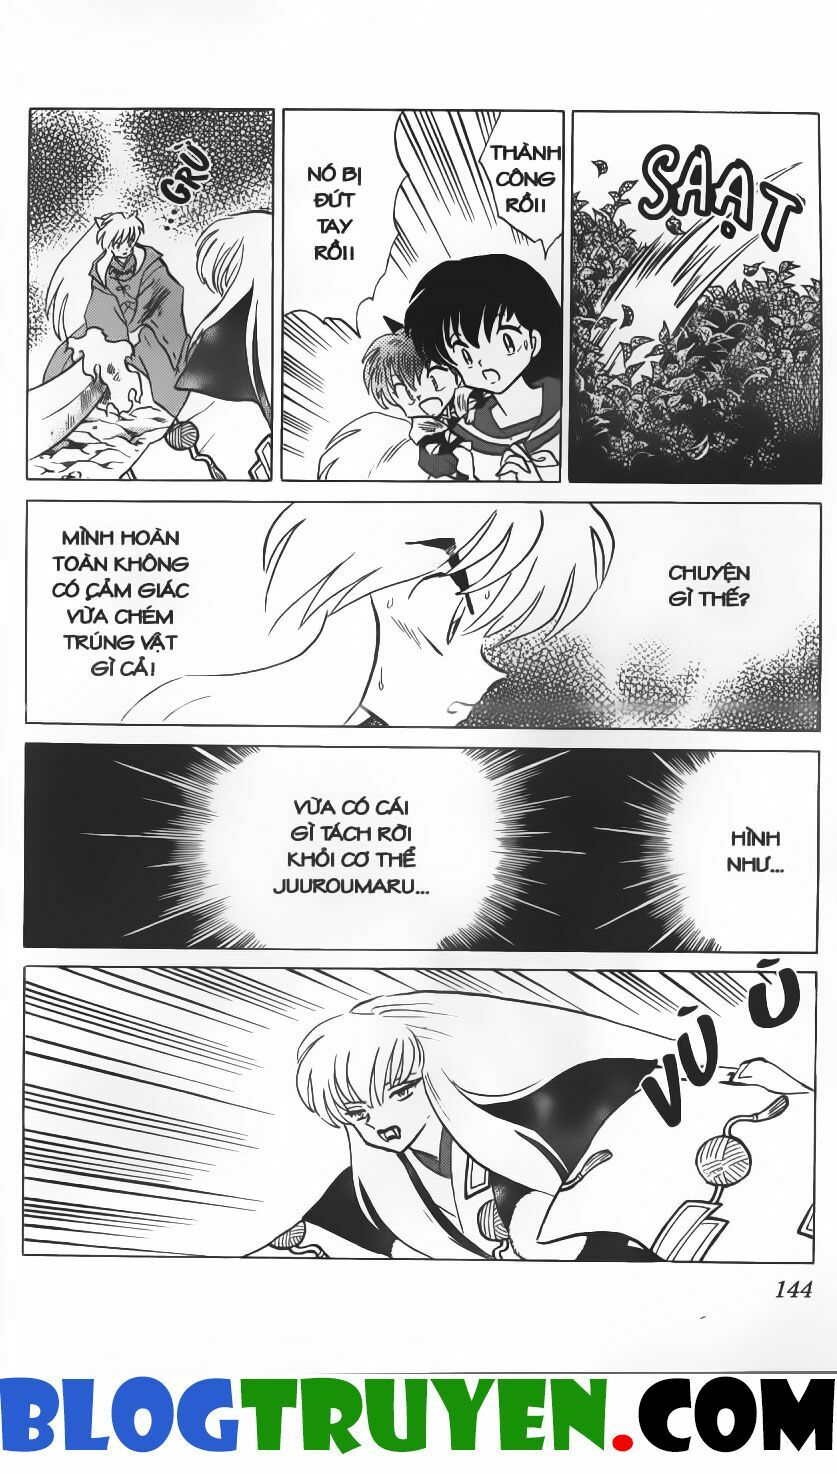 SAẠT
THÀNH
CÔNG
RỒI!
NÓ BỊ
ĐỨT
TAY
RỒI!
...GRỪ
CHUYỆN
GÌ THẾ?
MÌNH HOÀN
TOÀN KHÔNG
CÓ CẢM GIÁC
VỪA CHÉM
TRÚNG VẬT
GÌ CẢ!
HÌNH
NHƯ...
VỪA CÓ CÁI
GÌ TÁCH RỜI
KHỎI CƠ THỂ
JUUROUMARU...
VÙ Ù
144
BLOGTRUYEN.COM